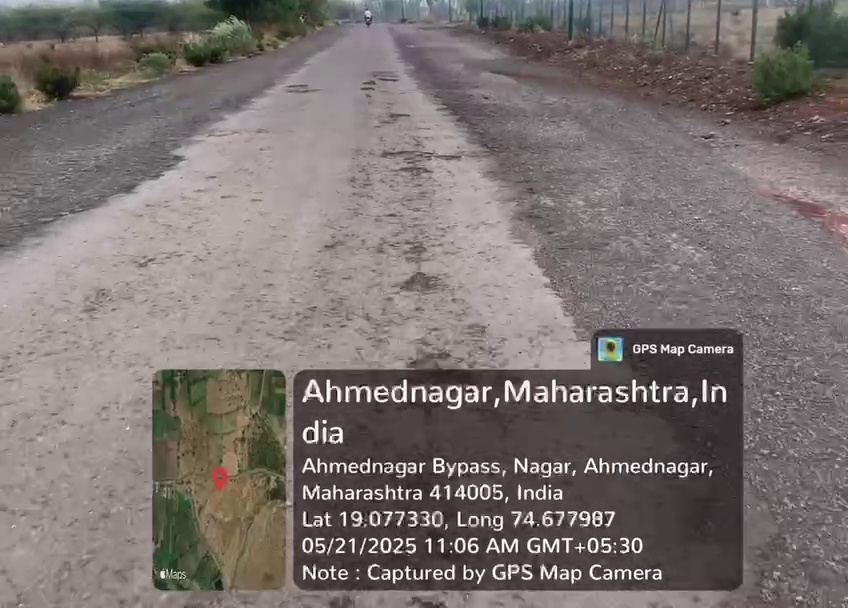 GPS Map Camera
Ahmednagar,Maharashtra,In
dia
Ahmednagar Bypass, Nagar, Ahmednagar,
Maharashtra 414005, India
Lat 19.077330, Long 74.677987
05/21/2025 11:06 AM GMT+05:30
Note : Captured by GPS Map Camera
Maps